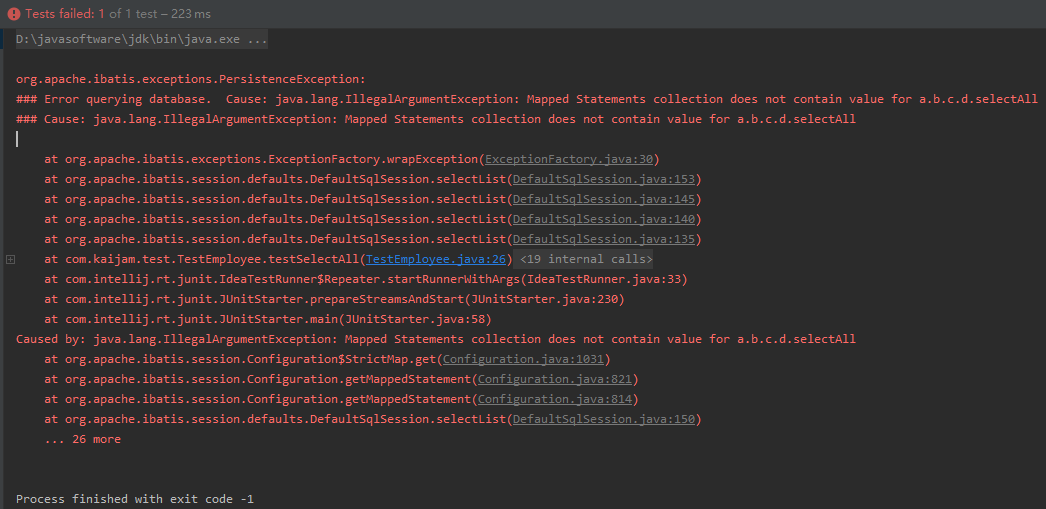 Tests failed: 1 of 1 test – 223 ms
D:\javasoftware\jdk\bin\java.exe ...
org.apache.ibatis.exceptions.PersistenceException:
### Error querying database.  Cause: java.lang.IllegalArgumentException: Mapped Statements collection does not contain value for a.b.c.d.selectAll
### Cause: java.lang.IllegalArgumentException: Mapped Statements collection does not contain value for a.b.c.d.selectAll
at org.apache.ibatis.exceptions.ExceptionFactory.wrapException(ExceptionFactory.java:30)
at org.apache.ibatis.session.defaults.DefaultSqlSession.selectList(DefaultSqlSession.java:153)
at org.apache.ibatis.session.defaults.DefaultSqlSession.selectList(DefaultSqlSession.java:145)
at org.apache.ibatis.session.defaults.DefaultSqlSession.selectList(DefaultSqlSession.java:140)
at org.apache.ibatis.session.defaults.DefaultSqlSession.selectList(DefaultSqlSession.java:135)
at com.kaijam.test.TestEmployee.testSelectAll(TestEmployee.java:26) <19 internal calls>
at com.intellij.rt.junit.IdeaTestRunner$Repeater.startRunnerWithArgs(IdeaTestRunner.java:33)
at com.intellij.rt.junit.JUnitStarter.prepareStreamsAndStart(JUnitStarter.java:230)
at com.intellij.rt.junit.JUnitStarter.main(JUnitStarter.java:58)
Caused by: java.lang.IllegalArgumentException: Mapped Statements collection does not contain value for a.b.c.d.selectAll
at org.apache.ibatis.session.Configuration$StrictMap.get(Configuration.java:1031)
at org.apache.ibatis.session.Configuration.getMappedStatement(Configuration.java:821)
at org.apache.ibatis.session.Configuration.getMappedStatement(Configuration.java:814)
at org.apache.ibatis.session.defaults.DefaultSqlSession.selectList(DefaultSqlSession.java:150)
... 26 more
Process finished with exit code -1